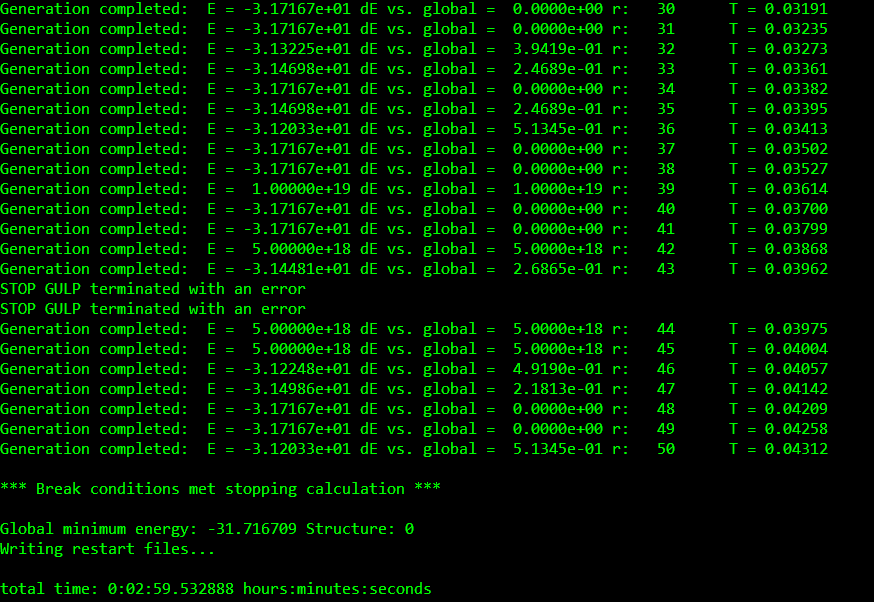 Generation completed:  E = -3.17167e+01 dE vs. global =  0.0000e+00 r:   30      T = 0.03191
Generation completed:  E = -3.17167e+01 dE vs. global =  0.0000e+00 r:   31      T = 0.03235
Generation completed:  E = -3.13225e+01 dE vs. global =  3.9419e-01 r:   32      T = 0.03273
Generation completed:  E = -3.14698e+01 dE vs. global =  2.4689e-01 r:   33      T = 0.03361
Generation completed:  E = -3.17167e+01 dE vs. global =  0.0000e+00 r:   34      T = 0.03382
Generation completed:  E = -3.14698e+01 dE vs. global =  2.4689e-01 r:   35      T = 0.03395
Generation completed:  E = -3.12033e+01 dE vs. global =  5.1345e-01 r:   36      T = 0.03413
Generation completed:  E = -3.17167e+01 dE vs. global =  0.0000e+00 r:   37      T = 0.03502
Generation completed:  E = -3.17167e+01 dE vs. global =  0.0000e+00 r:   38      T = 0.03527
Generation completed:  E =  1.00000e+19 dE vs. global =  1.0000e+19 r:   39      T = 0.03614
Generation completed:  E = -3.17167e+01 dE vs. global =  0.0000e+00 r:   40      T = 0.03700
Generation completed:  E = -3.17167e+01 dE vs. global =  0.0000e+00 r:   41      T = 0.03799
Generation completed:  E =  5.00000e+18 dE vs. global =  5.0000e+18 r:   42      T = 0.03868
Generation completed:  E = -3.14481e+01 dE vs. global =  2.6865e-01 r:   43      T = 0.03962
STOP GULP terminated with an error
STOP GULP terminated with an error
Generation completed:  E =  5.00000e+18 dE vs. global =  5.0000e+18 r:   44      T = 0.03975
Generation completed:  E =  5.00000e+18 dE vs. global =  5.0000e+18 r:   45      T = 0.04004
Generation completed:  E = -3.12248e+01 dE vs. global =  4.9190e-01 r:   46      T = 0.04057
Generation completed:  E = -3.14986e+01 dE vs. global =  2.1813e-01 r:   47      T = 0.04142
Generation completed:  E = -3.17167e+01 dE vs. global =  0.0000e+00 r:   48      T = 0.04209
Generation completed:  E = -3.17167e+01 dE vs. global =  0.0000e+00 r:   49      T = 0.04258
Generation completed:  E = -3.12033e+01 dE vs. global =  5.1345e-01 r:   50      T = 0.04312
*** Break conditions met stopping calculation ***
Global minimum energy: -31.716709 Structure: 0
Writing restart files...
total time: 0:02:59.532888 hours:minutes:seconds